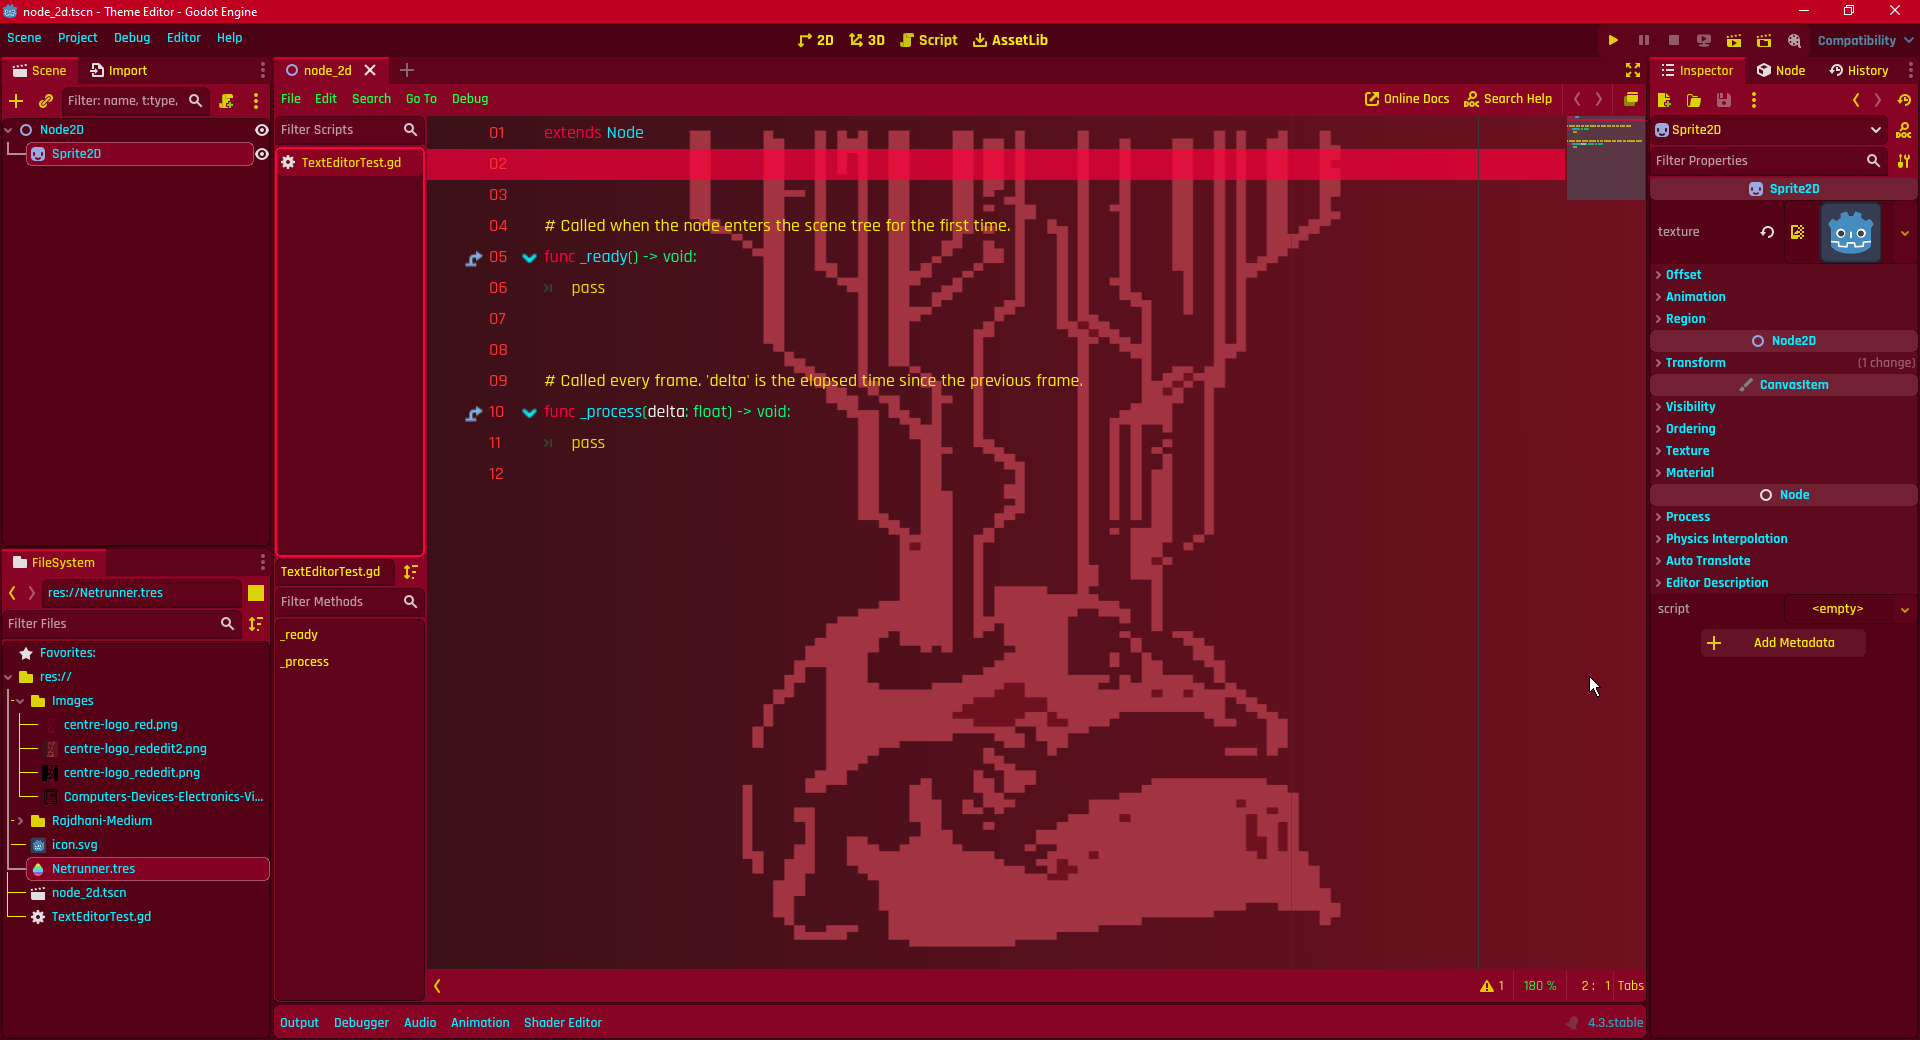 node_2d.tscn - Theme Editor - Godot Engine
Scene Project Debug Editor Help
2D 3D Script AssetLib
Compatibility
Scene Import
Filter: name, t:type,
Node2D
Sprite2D
FileSystem
res://Netrunner.tres
Filter Files
Favorites:
res://
Images
centre-logo_red.png
centre-logo_rededit2.png
centre-logo_rededit.png
Computers-Devices-Electronics-Vi...
Rajdhani-Medium
icon.svg
Netrunner.tres
node_2d.tscn
TextEditorTest.gd
node_2d
File Edit Search Go To Debug
Online Docs DOC Search Help
Filter Scripts
TextEditorTest.gd
TextEditorTest.gd
Filter Methods
_ready
_process
01 extends Node
02
03
04 # Called when the node enters the scene tree for the first time.
05 func _ready() -> void:
06 pass
07
08
09 # Called every frame. 'delta' is the elapsed time since the previous frame.
10 func _process(delta: float) -> void:
11 pass
12
1 180 % 2 : 1 Tabs
Output Debugger Audio Animation Shader Editor
4.3.stable
Inspector Node History
Sprite2D
DOC
Filter Properties
Sprite2D
texture
Offset
Animation
Region
Node2D
Transform (1 change)
CanvasItem
Visibility
Ordering
Texture
Material
Node
Process
Physics Interpolation
Auto Translate
Editor Description
script <empty>
Add Metadata